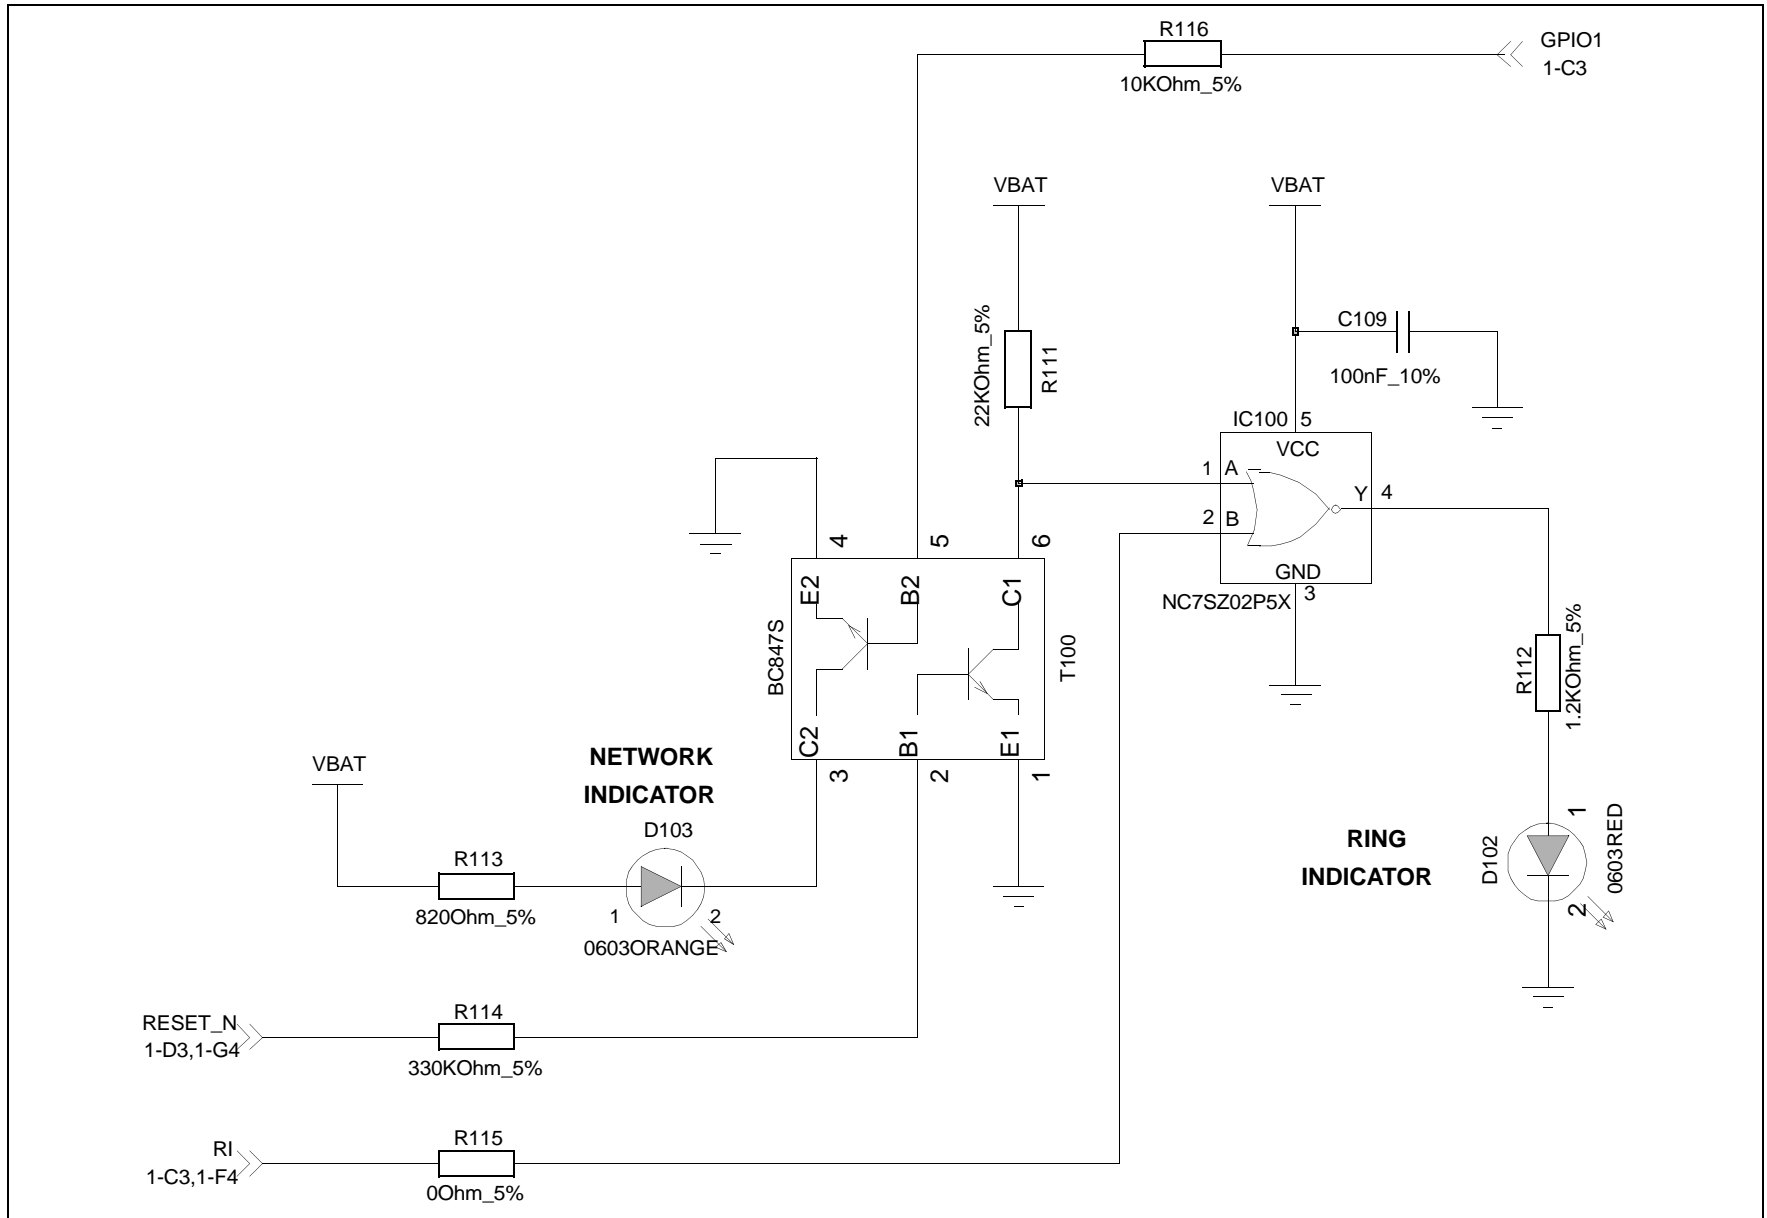 R116
GPIO1
1-C3
10KOhm_5%
VBAT
VBAT
22KOhm_5%
R111
C109
100nF_10%
IC100
5
VCC
1
A
Y
4
2
B
GND
3
NC7SZ02P5X
4
5
6
E2
B2
C1
BC847S
T100
C2
B1
E1
3
2
1
R112
1.2KOhm_5%
VBAT
NETWORK
INDICATOR
D103
R113
820Ohm_5%
1
2
0603ORANGE
RING
INDICATOR
D102
1
2
0603RED
RESET_N
1-D3,1-G4
R114
330KOhm_5%
RI
1-C3,1-F4
R115
0Ohm_5%